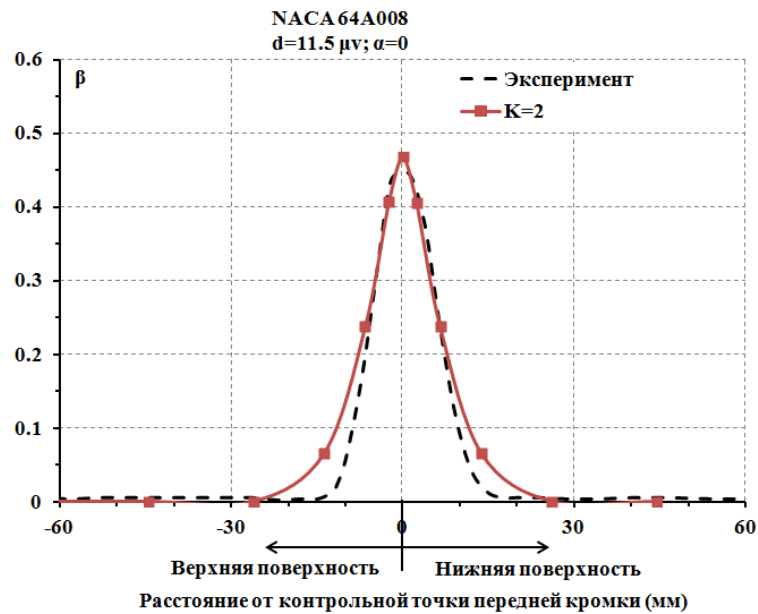 NACA 64A008
d=11.5 μv; α=0
0.6
β
Эксперимент
K=2
0.5
0.4
0.3
0.2
0.1
0
-60 -30 0 30 60
Верхняя поверхность Нижняя поверхность
Расстояние от контрольной точки передней кромки (мм)